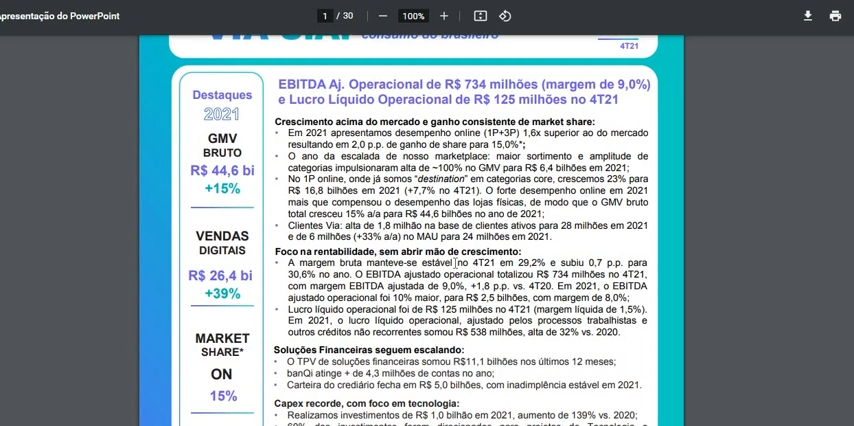 Apresentação do PowerPoint
1 / 30
100%
consumo do brasileiro
4T21
Destaques
2021
GMV
BRUTO
R$ 44,6 bi
+15%
VENDAS
DIGITAIS
R$ 26,4 bi
+39%
MARKET
SHARE*
ON
15%
EBITDA Aj. Operacional de R$ 734 milhões (margem de 9,0%)
e Lucro Líquido Operacional de R$ 125 milhões no 4T21
Crescimento acima do mercado e ganho consistente de market share:
• Em 2021 apresentamos desempenho online (1P+3P) 1,6x superior ao do mercado
resultando em 2,0 p.p. de ganho de share para 15,0%*;
• O ano da escalada de nosso marketplace: maior sortimento e amplitude de
categorias impulsionaram alta de ~100% no GMV para R$ 6,4 bilhões em 2021;
• No 1P online, onde já somos “destination” em categorias core, crescemos 23% para
R$ 16,8 bilhões em 2021 (+7,7% no 4T21). O forte desempenho online em 2021
mais que compensou o desempenho das lojas físicas, de modo que o GMV bruto
total cresceu 15% a/a para R$ 44,6 bilhões no ano de 2021;
• Clientes Via: alta de 1,8 milhão na base de clientes ativos para 28 milhões em 2021
e de 6 milhões (+33% a/a) no MAU para 24 milhões em 2021.
Foco na rentabilidade, sem abrir mão de crescimento:
• A margem bruta manteve-se estável no 4T21 em 29,2% e subiu 0,7 p.p. para
30,6% no ano. O EBITDA ajustado operacional totalizou R$ 734 milhões no 4T21,
com margem EBITDA ajustada de 9,0%, +1,8 p.p. vs. 4T20. Em 2021, o EBITDA
ajustado operacional foi 10% maior, para R$ 2,5 bilhões, com margem de 8,0%;
• Lucro líquido operacional foi de R$ 125 milhões no 4T21 (margem líquida de 1,5%).
Em 2021, o lucro líquido operacional, ajustado pelos processos trabalhistas e
outros créditos não recorrentes somou R$ 538 milhões, alta de 32% vs. 2020.
Soluções Financeiras seguem escalando:
• O TPV de soluções financeiras somou R$11,1 bilhões nos últimos 12 meses;
• banQi atinge + de 4,3 milhões de contas no ano;
• Carteira do crediário fecha em R$ 5,0 bilhões, com inadimplência estável em 2021.
Capex recorde, com foco em tecnologia:
• Realizamos investimentos de R$ 1,0 bilhão em 2021, aumento de 139% vs. 2020;